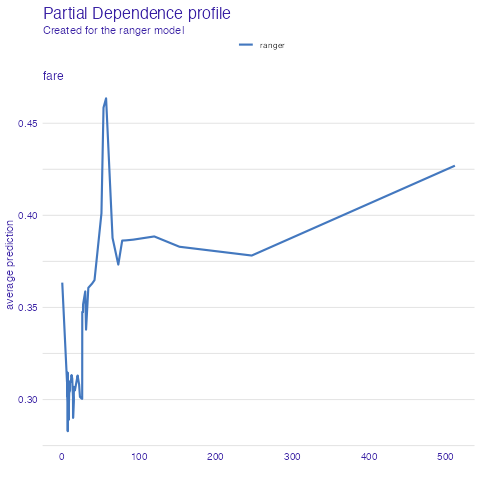 Partial Dependence profile
Created for the ranger model
ranger
fare
0.45
0.40
0.35
0.30
average prediction
0 100 200 300 400 500